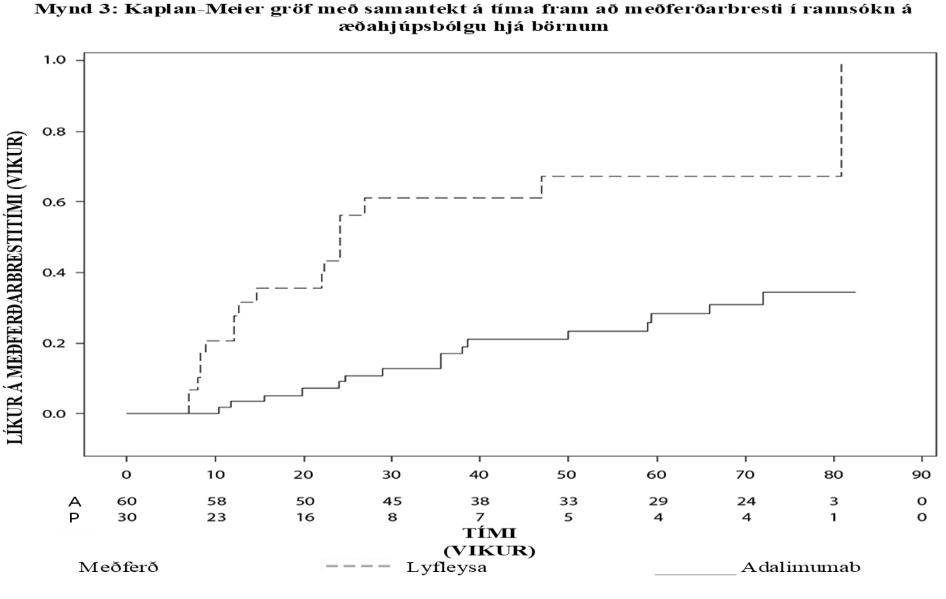 Mynd 3: Kaplan-Meier gröf með samantekt á tíma fram að meðferðarbresti í rannsókn á
æðahjúpsbólgu hjá börnum
LÍKUR Á MEÐFERÐARBRESTITÍMI (VIKUR)
1.0
0.8
0.6
0.4
0.2
0.0
0 10 20 30 40 50 60 70 80 90
A 60 58 50 45 38 33 29 24 3 0
P 30 23 16 8 7 5 4 4 1 0
TÍMI
(VIKUR)
Meðferð Lyfleysa Adalimumab